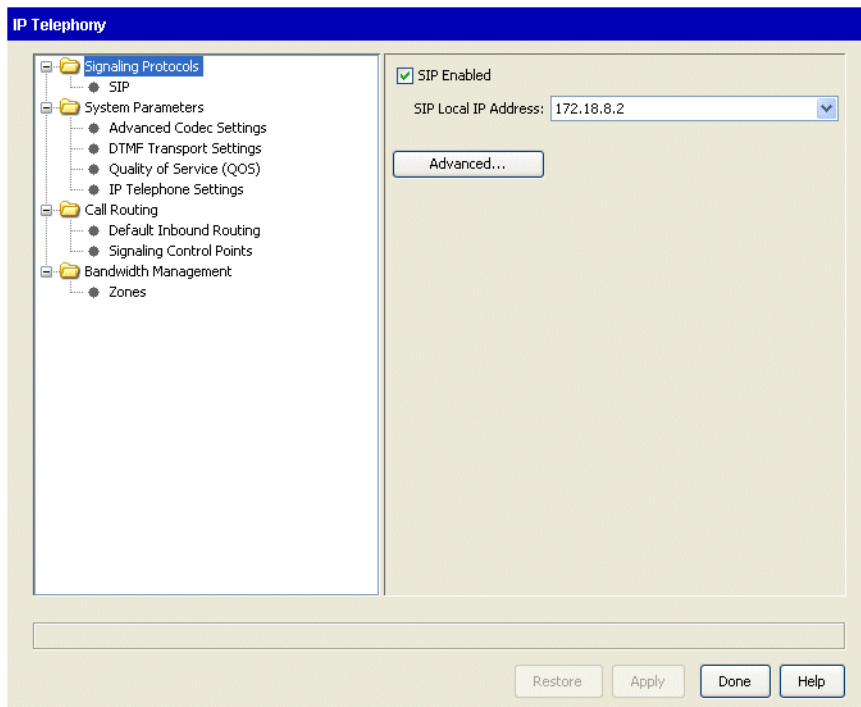 IP Telephony
Signaling Protocols
SIP
System Parameters
Advanced Codec Settings
DTMF Transport Settings
Quality of Service (QOS)
IP Telephone Settings
Call Routing
Default Inbound Routing
Signaling Control Points
Bandwidth Management
Zones
SIP Enabled
SIP Local IP Address: 172.18.8.2
Advanced...
Restore Apply Done Help